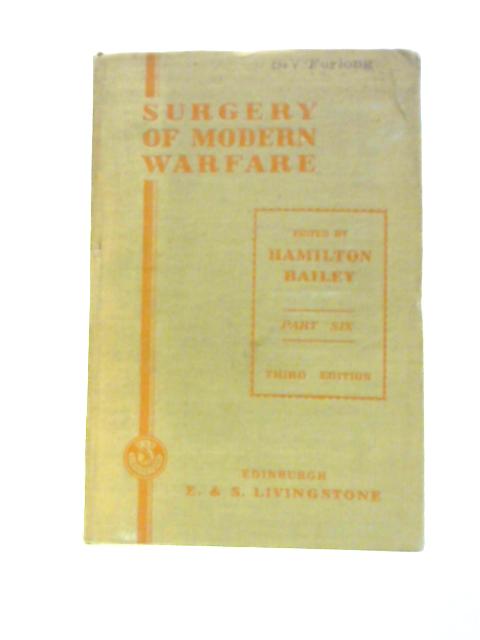 Furlong
SURGERY
OF MODERN
WARFARE
EDITED BY
HAMILTON
BAILEY
PART SIX
THIRD EDITION
EDINBURGH
E. & S. LIVINGSTONE